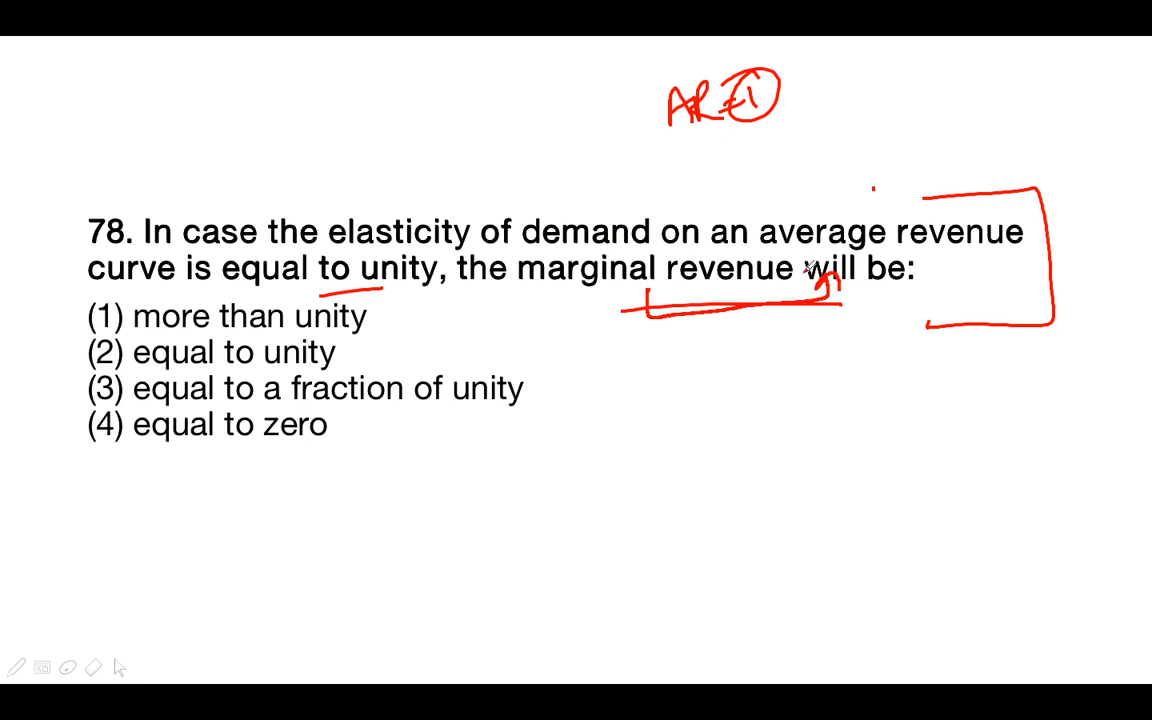 AR=1
78. In case the elasticity of demand on an average revenue
curve is equal to unity, the marginal revenue will be:
(1) more than unity
(2) equal to unity
(3) equal to a fraction of unity
(4) equal to zero